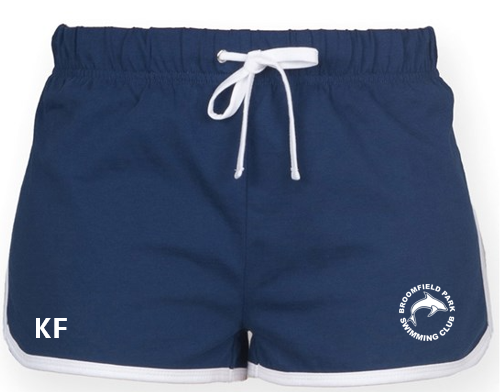 KF
BROOMFIELD PARK
SWIMMING CLUB